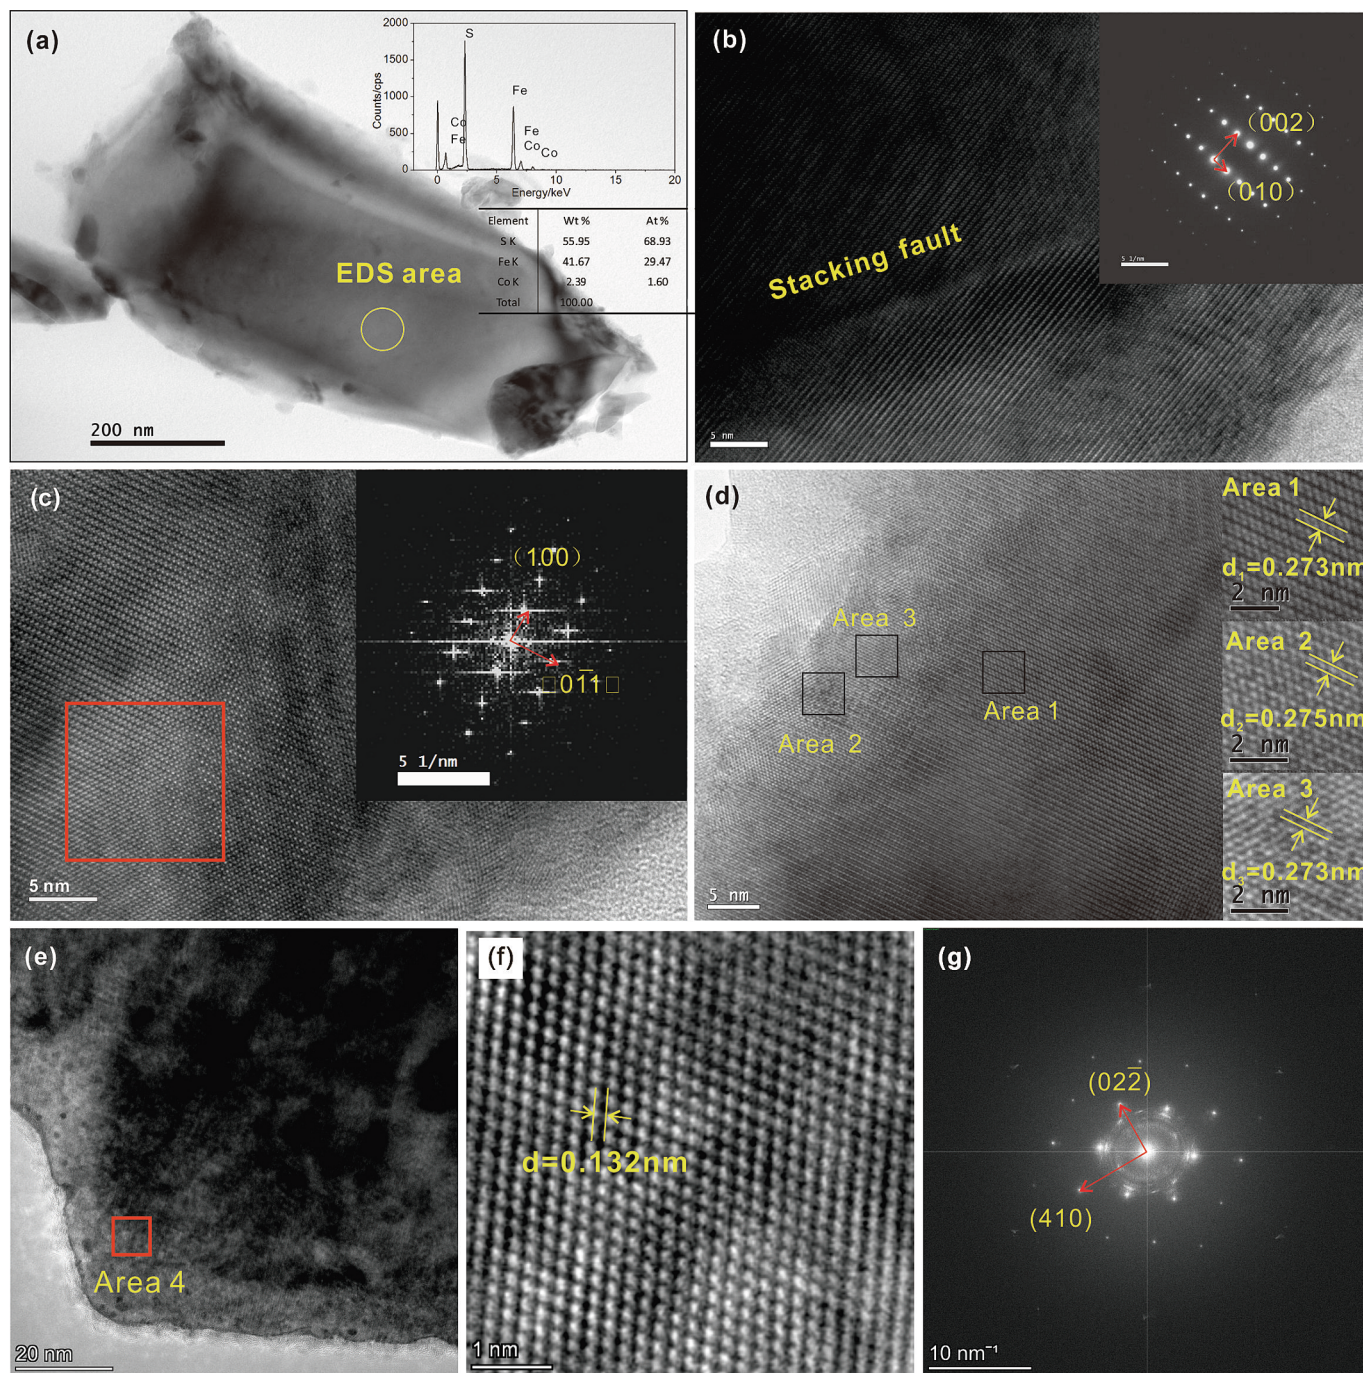 (a)
2000
1500
1000
500
0
Counts/cps
S
Fe
Co
Fe
Fe
Co
Co
0 5 10 15 20
Energy/keV
Element Wt % At %
S K 55.95 68.93
Fe K 41.67 29.47
Co K 2.39 1.60
Total 100.00
EDS area
200 nm
(b)
(002)
(010)
5 1/nm
Stacking fault
5 nm
(c)
(100)
□01̅1□
5 1/nm
5 nm
(d)
Area 3
Area 1
Area 2
5 nm
Area 1
d₁=0.273nm
2 nm
Area 2
d₂=0.275nm
2 nm
Area 3
d₃=0.273nm
2 nm
(e)
Area 4
20 nm
(f)
d=0.132nm
1 nm
(g)
(022̅)
(410)
10 nm⁻¹